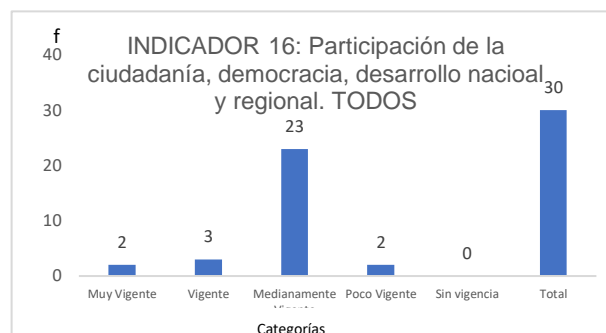 f
INDICADOR 16: Participación de la
ciudadanía, democracia, desarrollo nacioal
y regional. TODOS
40
30
20
10
0
2
3
23
2
0
30
Muy Vigente
Vigente
Medianamente
Vigente
Poco Vigente
Sin vigencia
Total
Categorías